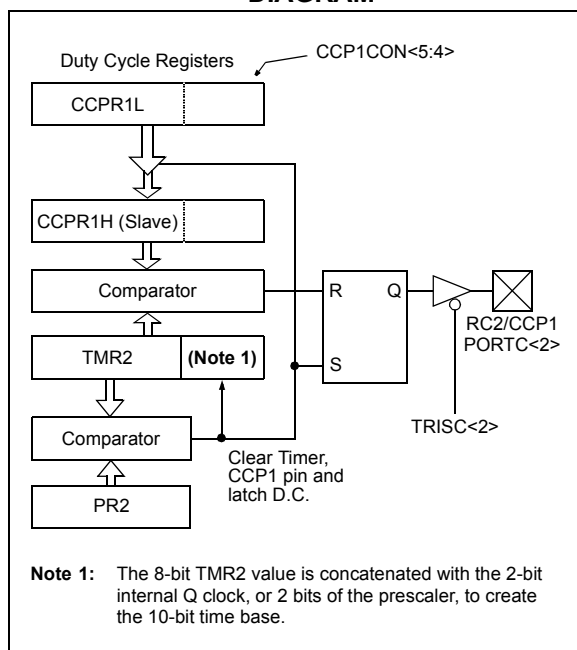 DIAGRAM
Duty Cycle Registers
CCP1CON<5:4>
CCPR1L
CCPR1H (Slave)
Comparator
R Q
RC2/CCP1
PORTC<2>
TMR2 (Note 1)
S
TRISC<2>
Comparator
Clear Timer,
CCP1 pin and
latch D.C.
PR2
Note 1: The 8-bit TMR2 value is concatenated with the 2-bit
internal Q clock, or 2 bits of the prescaler, to create
the 10-bit time base.